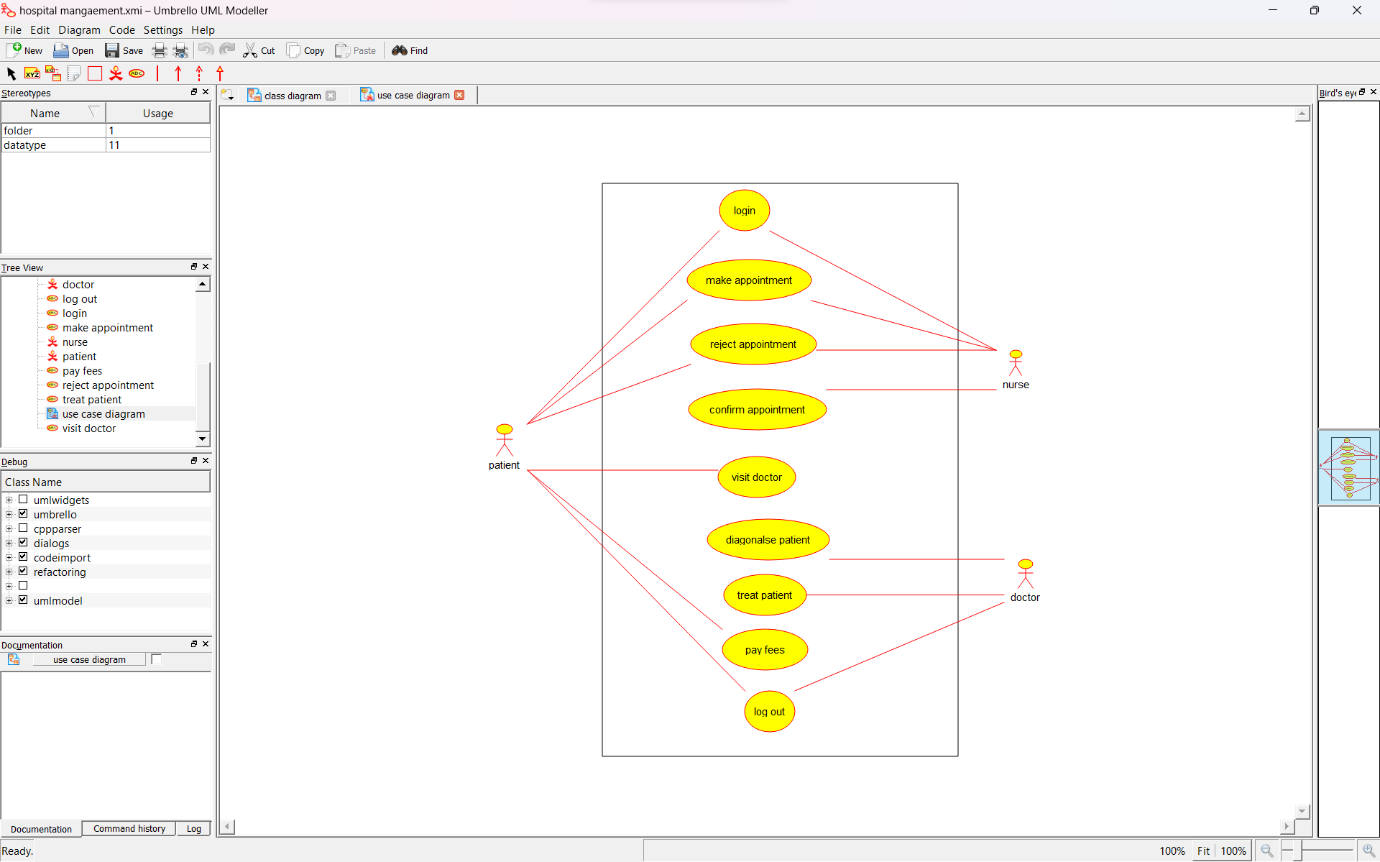 hospital mangaement.xmi – Umbrello UML Modeller
File Edit Diagram Code Settings Help
New Open Save Cut Copy Paste Find
XYZ ABC
Stereotypes
Name Usage
folder 1
datatype 11
Tree View
doctor
log out
login
make appointment
nurse
patient
pay fees
reject appointment
treat patient
use case diagram
visit doctor
Debug
Class Name
umlwidgets
umbrello
cppparser
dialogs
codeimport
refactoring
umlmodel
Documentation
use case diagram
Documentation Command history Log
class diagram use case diagram
login
make appointment
reject appointment
confirm appointment
visit doctor
diagonalse patient
treat patient
pay fees
log out
patient
nurse
doctor
Bird's eye
Ready.
100% Fit 100%